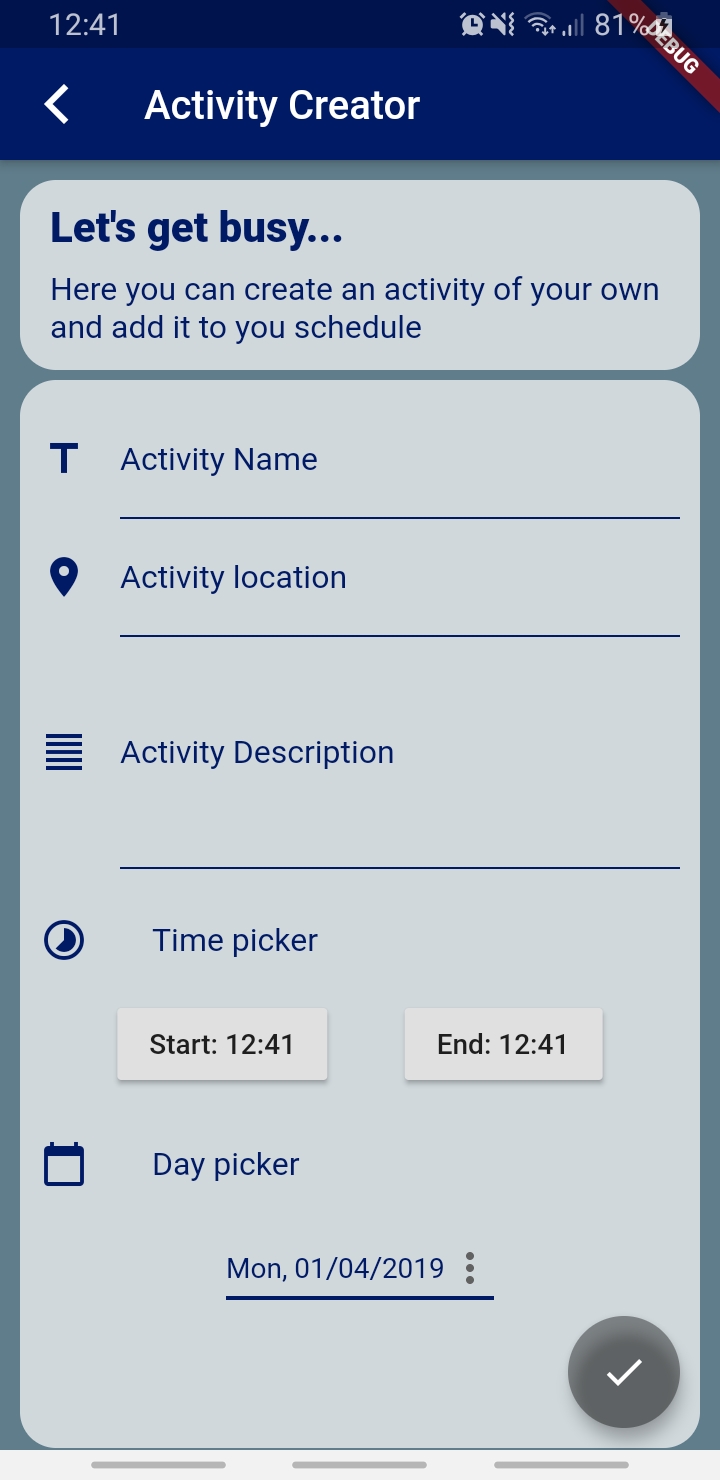 12:41
81%
DEBUG
Activity Creator
Let's get busy...
Here you can create an activity of your own
and add it to you schedule
Activity Name
Activity location
Activity Description
Time picker
Start: 12:41
End: 12:41
Day picker
Mon, 01/04/2019